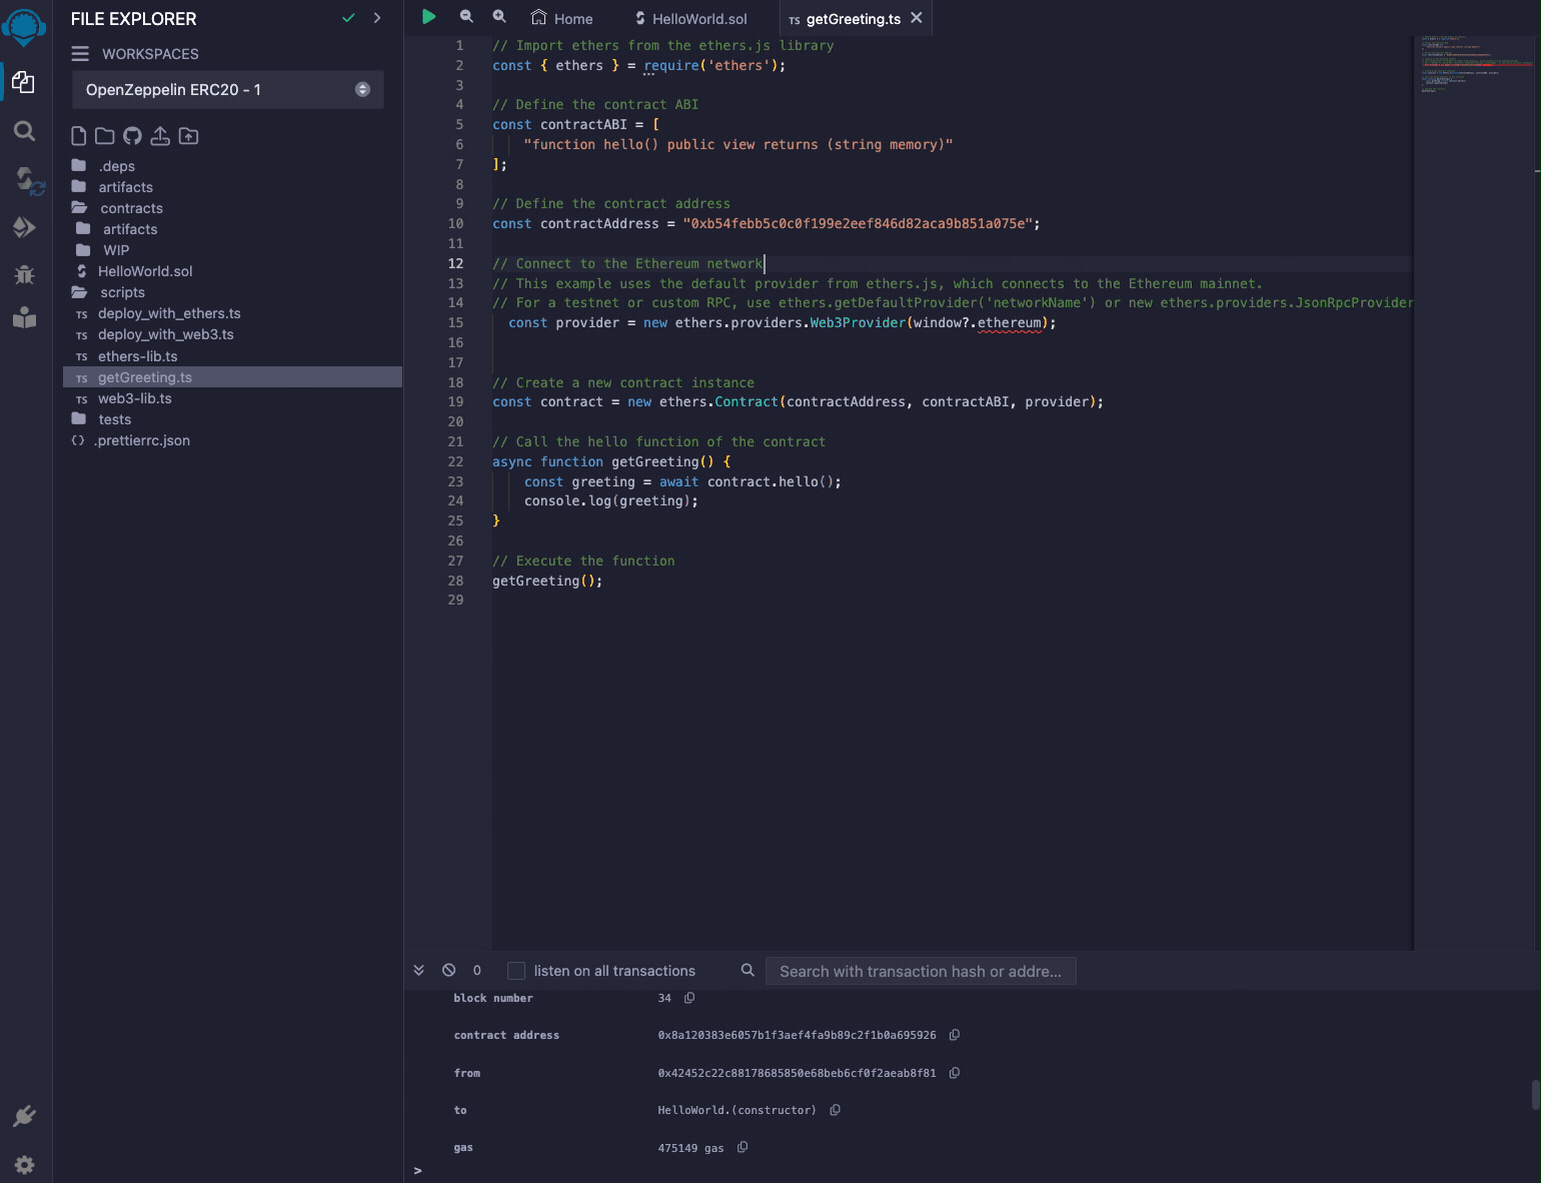 FILE EXPLORER
WORKSPACES
OpenZeppelin ERC20 - 1
.deps
artifacts
contracts
artifacts
WIP
HelloWorld.sol
scripts
TS deploy_with_ethers.ts
TS deploy_with_web3.ts
TS ethers-lib.ts
TS getGreeting.ts
TS web3-lib.ts
tests
{} .prettierrc.json
Home
HelloWorld.sol
TS getGreeting.ts
1 // Import ethers from the ethers.js library
2 const { ethers } = require('ethers');
3
4 // Define the contract ABI
5 const contractABI = [
6 "function hello() public view returns (string memory)"
7 ];
8
9 // Define the contract address
10 const contractAddress = "0xb54febb5c0c0f199e2eef846d82aca9b851a075e";
11
12 // Connect to the Ethereum network
13 // This example uses the default provider from ethers.js, which connects to the Ethereum mainnet.
14 // For a testnet or custom RPC, use ethers.getDefaultProvider('networkName') or new ethers.providers.JsonRpcProvider
15 const provider = new ethers.providers.Web3Provider(window?.ethereum);
16
17
18 // Create a new contract instance
19 const contract = new ethers.Contract(contractAddress, contractABI, provider);
20
21 // Call the hello function of the contract
22 async function getGreeting() {
23 const greeting = await contract.hello();
24 console.log(greeting);
25 }
26
27 // Execute the function
28 getGreeting();
29
0 listen on all transactions Search with transaction hash or addre...
block number 34
contract address 0x8a120383e6057b1f3aef4fa9b89c2f1b0a695926
from 0x42452c22c88178685850e68beb6cf0f2aeab8f81
to HelloWorld.(constructor)
gas 475149 gas
>